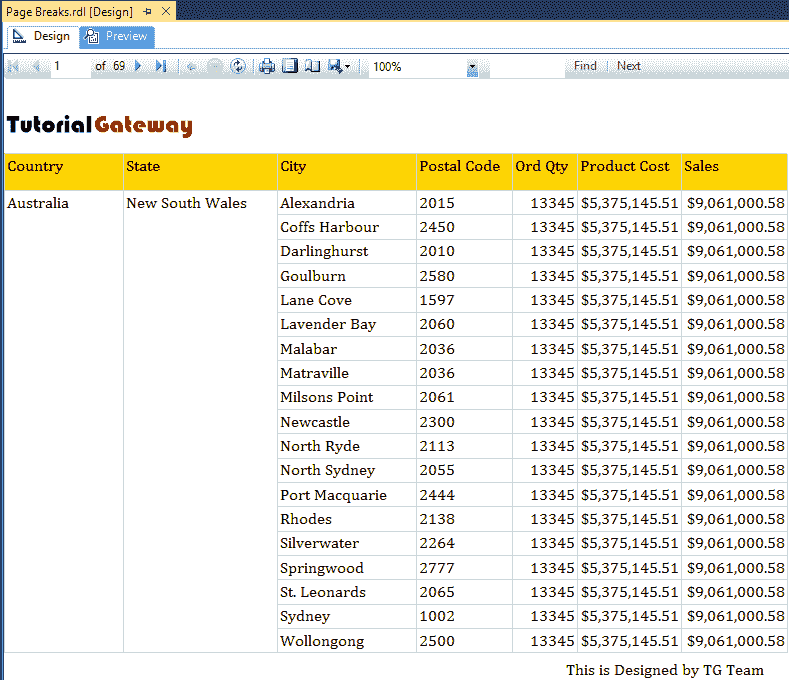 Page Breaks.rdl [Design]
Design Preview
1 of 69 100% Find | Next
TutorialGateway
Country State City Postal Code Ord Qty Product Cost Sales
Australia New South Wales Alexandria 2015 13345 $5,375,145.51 $9,061,000.58
Coffs Harbour 2450 13345 $5,375,145.51 $9,061,000.58
Darlinghurst 2010 13345 $5,375,145.51 $9,061,000.58
Goulburn 2580 13345 $5,375,145.51 $9,061,000.58
Lane Cove 1597 13345 $5,375,145.51 $9,061,000.58
Lavender Bay 2060 13345 $5,375,145.51 $9,061,000.58
Malabar 2036 13345 $5,375,145.51 $9,061,000.58
Matraville 2036 13345 $5,375,145.51 $9,061,000.58
Milsons Point 2061 13345 $5,375,145.51 $9,061,000.58
Newcastle 2300 13345 $5,375,145.51 $9,061,000.58
North Ryde 2113 13345 $5,375,145.51 $9,061,000.58
North Sydney 2055 13345 $5,375,145.51 $9,061,000.58
Port Macquarie 2444 13345 $5,375,145.51 $9,061,000.58
Rhodes 2138 13345 $5,375,145.51 $9,061,000.58
Silverwater 2264 13345 $5,375,145.51 $9,061,000.58
Springwood 2777 13345 $5,375,145.51 $9,061,000.58
St. Leonards 2065 13345 $5,375,145.51 $9,061,000.58
Sydney 1002 13345 $5,375,145.51 $9,061,000.58
Wollongong 2500 13345 $5,375,145.51 $9,061,000.58
This is Designed by TG Team